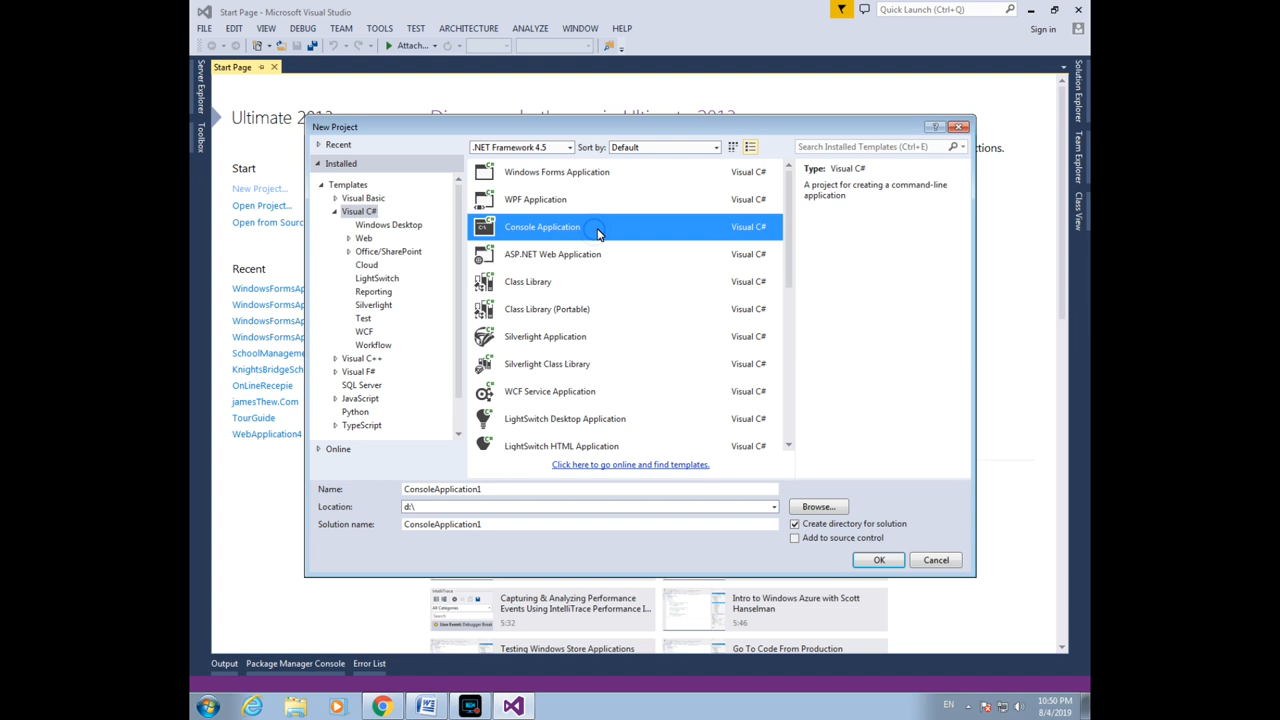 Start Page - Microsoft Visual Studio
Quick Launch (Ctrl+Q)
FILE EDIT VIEW DEBUG TEAM TOOLS TEST ARCHITECTURE ANALYZE WINDOW HELP
Sign in
Attach...
Start Page
Server Explorer
Toolbox
Solution Explorer
Team Explorer
Class View
Ultimate
Start
New Project...
Open Project...
Open from Sourc
Recent
WindowsFormsAp
WindowsFormsAp
WindowsFormsAp
WindowsFormsAp
SchoolManageme
KnightsBridgeSch
OnLineRecepie
jamesThew.Com
TourGuide
WebApplication4
New Project
Recent
Installed
Templates
Visual Basic
Visual C#
Windows Desktop
Web
Office/SharePoint
Cloud
LightSwitch
Reporting
Silverlight
Test
WCF
Workflow
Visual C++
Visual F#
SQL Server
JavaScript
Python
TypeScript
Online
.NET Framework 4.5 Sort by: Default
Windows Forms Application Visual C#
WPF Application Visual C#
Console Application Visual C#
ASP.NET Web Application Visual C#
Class Library Visual C#
Class Library (Portable) Visual C#
Silverlight Application Visual C#
Silverlight Class Library Visual C#
WCF Service Application Visual C#
LightSwitch Desktop Application Visual C#
LightSwitch HTML Application Visual C#
Click here to go online and find templates.
Search Installed Templates (Ctrl+E)
Type: Visual C#
A project for creating a command-line
application
Name: ConsoleApplication1
Location: d:\
Browse...
Solution name: ConsoleApplication1
Create directory for solution
Add to source control
OK Cancel
Capturing & Analyzing Performance
Events Using IntelliTrace Performance I...
5:32
Intro to Windows Azure with Scott
Hanselman
5:46
Testing Windows Store Applications
Go To Code From Production
Output Package Manager Console Error List
EN
10:50 PM
8/4/2019